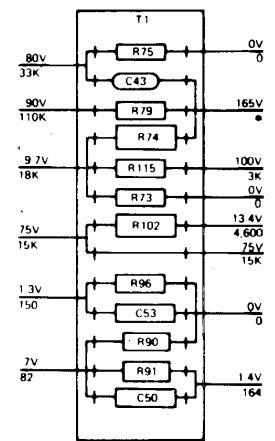 T1
80V R75 0V
33K 0
C43
90V R79 165V
110K *
R74
9.7V R115 100V
18K 3K
R73 0V
0
R102 13.4V
75V 4,600
15K 75V
15K
R96
1.3V
150 C53 0V
0
R90
7V R91
82 1.4V
C50 164